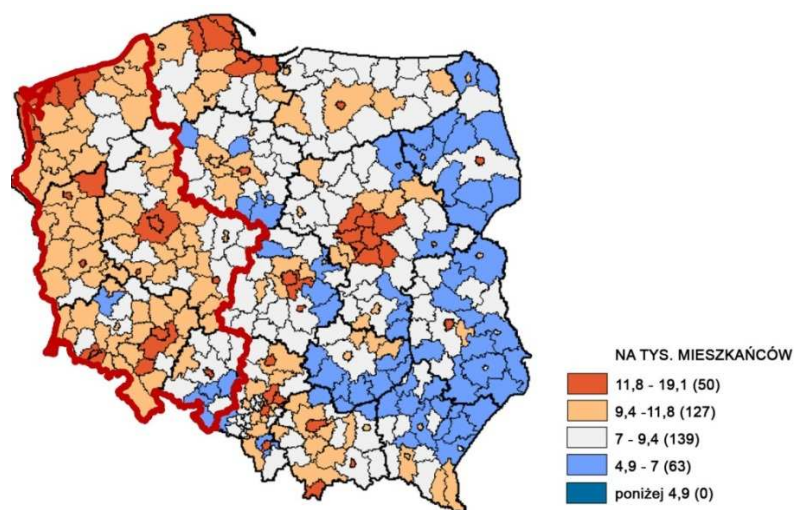 NA TYS. MIESZKAŃCÓW
11,8 - 19,1 (50)
9,4 -11,8 (127)
7 - 9,4 (139)
4,9 - 7 (63)
poniżej 4,9 (0)